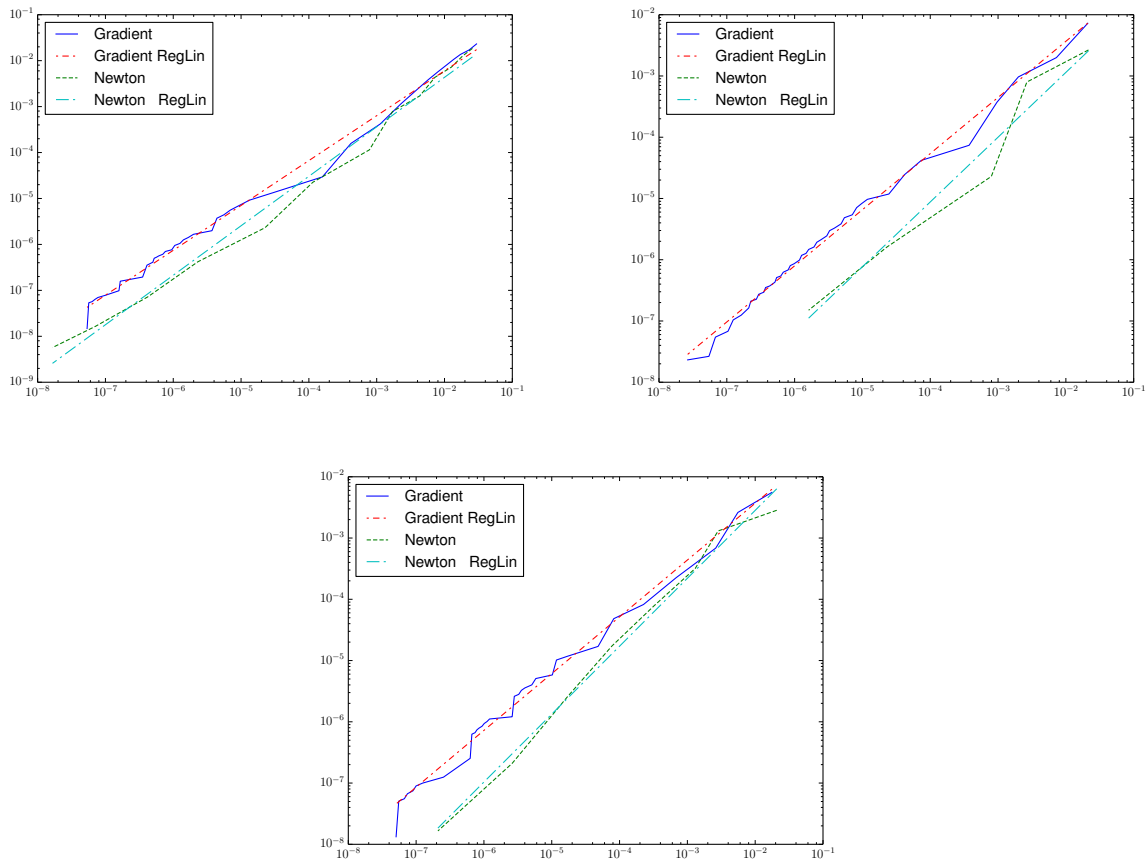 10⁻¹
10⁻²
10⁻³
10⁻⁴
10⁻⁵
10⁻⁶
10⁻⁷
10⁻⁸
10⁻⁹
Gradient
Gradient RegLin
Newton
Newton RegLin
10⁻⁸ 10⁻⁷ 10⁻⁶ 10⁻⁵ 10⁻⁴ 10⁻³ 10⁻² 10⁻¹
10⁻²
10⁻³
10⁻⁴
10⁻⁵
10⁻⁶
10⁻⁷
10⁻⁸
Gradient
Gradient RegLin
Newton
Newton RegLin
10⁻⁸ 10⁻⁷ 10⁻⁶ 10⁻⁵ 10⁻⁴ 10⁻³ 10⁻² 10⁻¹
10⁻²
10⁻³
10⁻⁴
10⁻⁵
10⁻⁶
10⁻⁷
10⁻⁸
Gradient
Gradient RegLin
Newton
Newton RegLin
10⁻⁸ 10⁻⁷ 10⁻⁶ 10⁻⁵ 10⁻⁴ 10⁻³ 10⁻² 10⁻¹